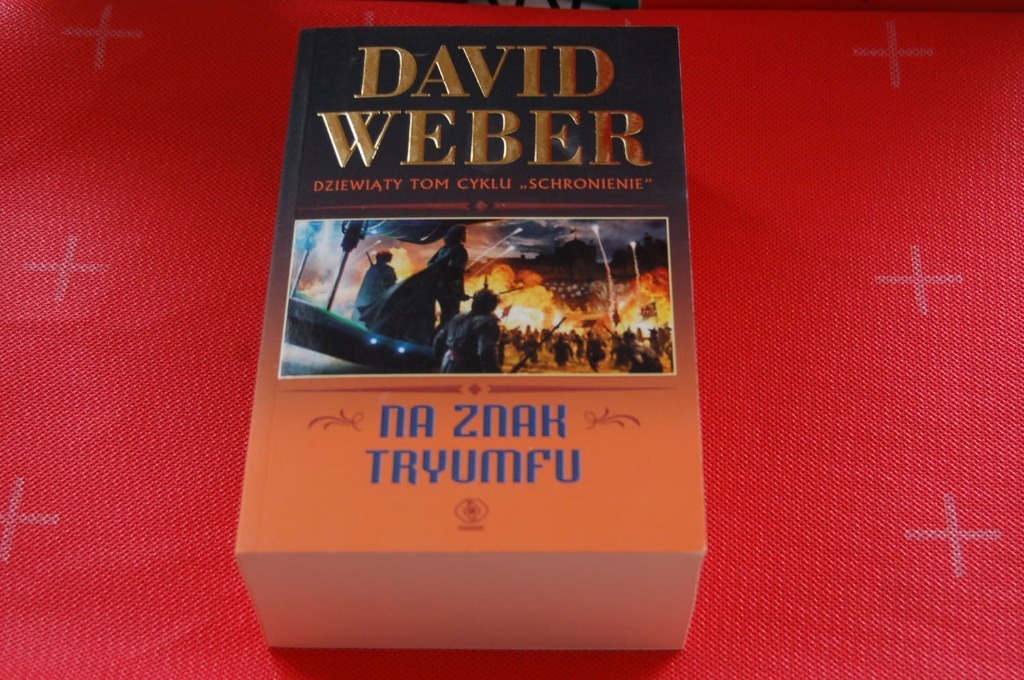 DAVID
WEBER
DZIEWIĄTY TOM CYKLU „SCHRONIENIE”
NA ZNAK
TRYUMFU